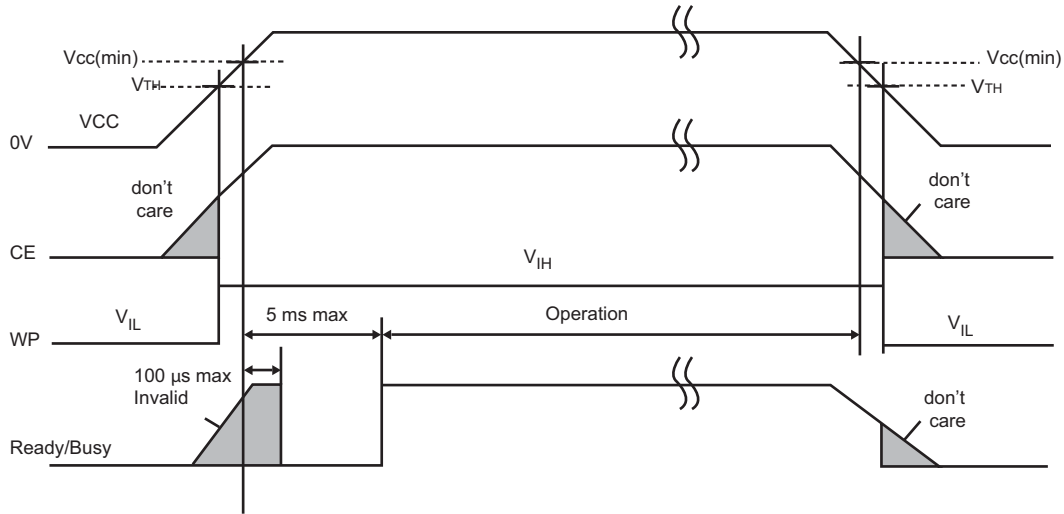 Vcc(min)
Vcc(min)
VTH
VTH
VCC
0V
don't
care
don't
care
CE
VIH
VIL
5 ms max
Operation
VIL
WP
100 µs max
Invalid
don't
care
Ready/Busy